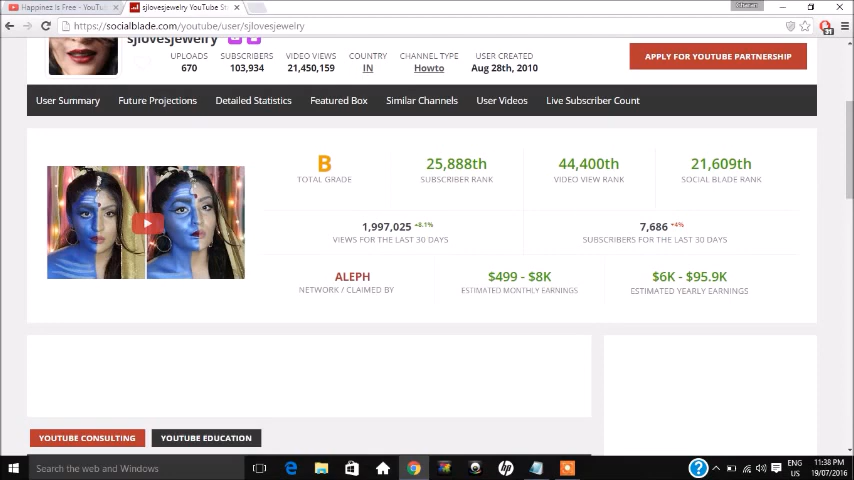 Happinez Is Free - YouTu
sjlovesjewelry YouTube St
https://socialblade.com/youtube/user/sjlovesjewelry
31
sjlovesjewelry
UPLOADS SUBSCRIBERS VIDEO VIEWS COUNTRY CHANNEL TYPE USER CREATED
670 103,934 21,450,159 IN Howto Aug 28th, 2010
APPLY FOR YOUTUBE PARTNERSHIP
User Summary Future Projections Detailed Statistics Featured Box Similar Channels User Videos Live Subscriber Count
B 25,888th 44,400th 21,609th
TOTAL GRADE SUBSCRIBER RANK VIDEO VIEW RANK SOCIAL BLADE RANK
1,997,025 +8.1% 7,686 +4%
VIEWS FOR THE LAST 30 DAYS SUBSCRIBERS FOR THE LAST 30 DAYS
ALEPH $499 - $8K $6K - $95.9K
NETWORK / CLAIMED BY ESTIMATED MONTHLY EARNINGS ESTIMATED YEARLY EARNINGS
YOUTUBE CONSULTING YOUTUBE EDUCATION
Search the web and Windows
ENG 11:38 PM
US 19/07/2016